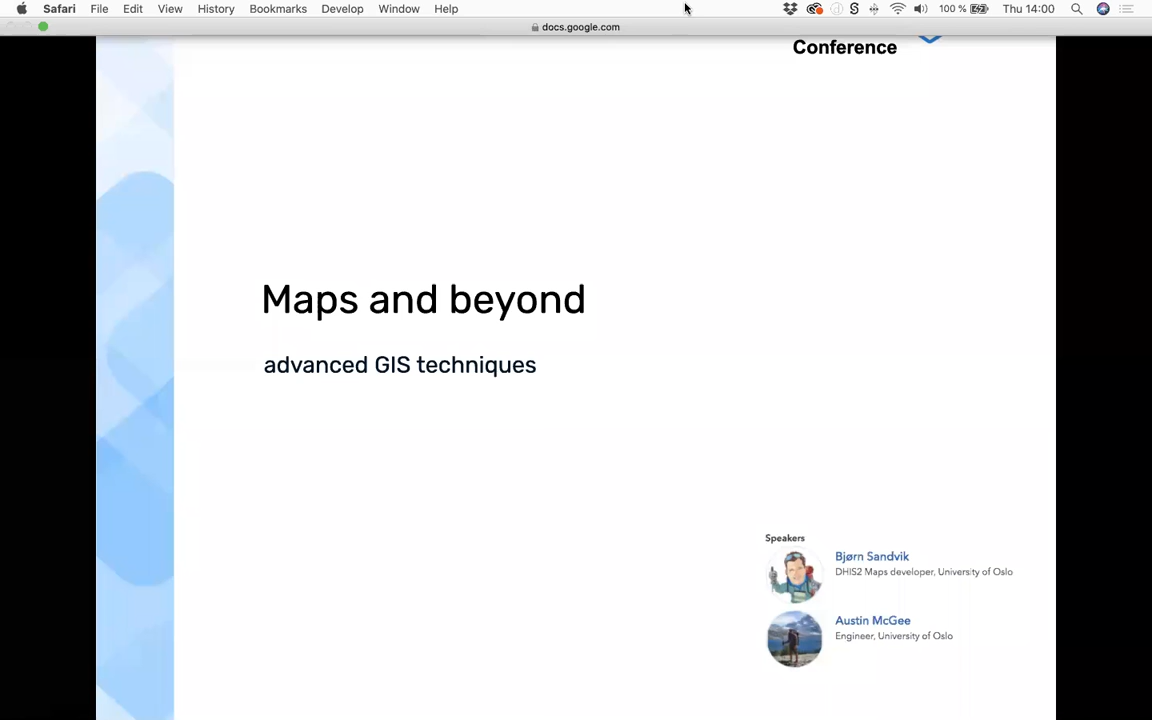 Safari File Edit View History Bookmarks Develop Window Help 100 % Thu 14:00
docs.google.com
Conference
Maps and beyond
advanced GIS techniques
Speakers
Bjørn Sandvik
DHIS2 Maps developer, University of Oslo
Austin McGee
Engineer, University of Oslo